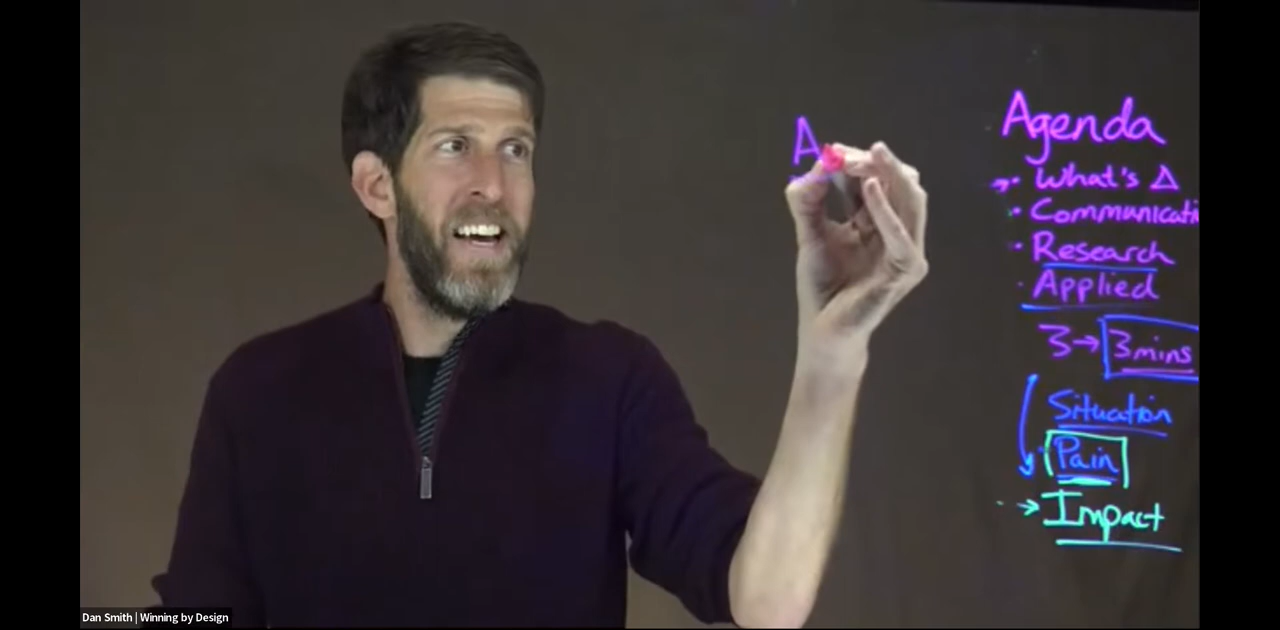 A
Agenda
→• What's Δ
• Communicati
• Research
• Applied
3→ 3mins
Situation
Pain
→ Impact
Dan Smith | Winning by Design